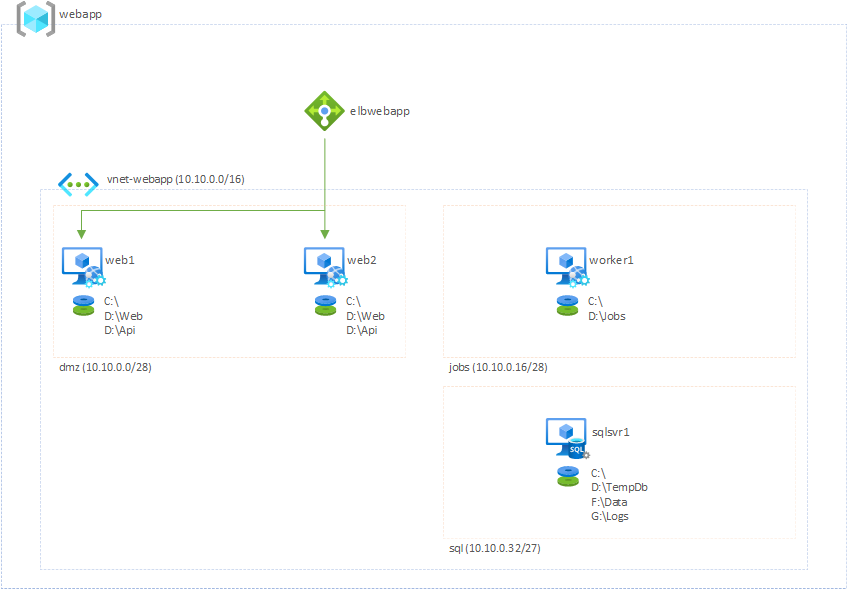 webapp
elbwebapp
vnet-webapp (10.10.0.0/16)
web1
C:\
D:\Web
D:\Api
web2
C:\
D:\Web
D:\Api
dmz (10.10.0.0/28)
worker1
C:\
D:\Jobs
jobs (10.10.0.16/28)
sqlsvr1
SQL
C:\
D:\TempDb
F:\Data
G:\Logs
sql (10.10.0.32/27)